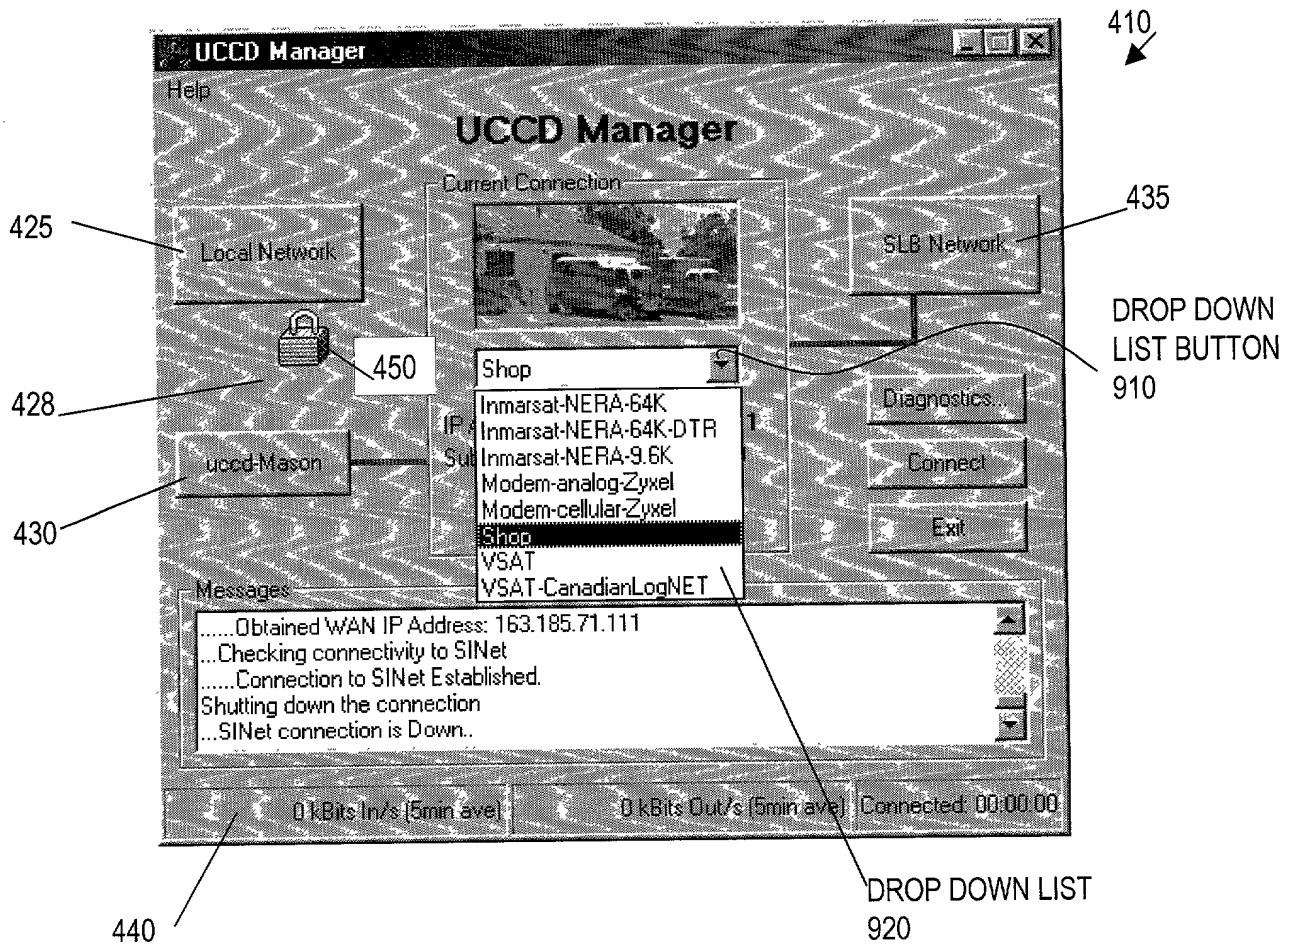 410
UCCD Manager
Help
UCCD Manager
Current Connection
425
Local Network
435
SLB Network
DROP DOWN
LIST BUTTON
910
450
Shop
428
Diagnostics...
Inmarsat-NERA-64K
Inmarsat-NERA-64K-DTR
IP A
1
Inmarsat-NERA-9.6K
Sub
uccd-Mason
Connect
Modem-analog-Zyxel
Modem-cellular-Zyxel
430
Shop
Exit
VSAT
VSAT-CanadianLogNET
Messages
......Obtained WAN IP Address: 163.185.71.111
...Checking connectivity to SINet
......Connection to SINet Established.
Shutting down the connection
...SINet connection is Down..
0 kBits In/s (5min ave)
0 kBits Out/s (5min ave)
Connected: 00:00:00
DROP DOWN LIST
920
440